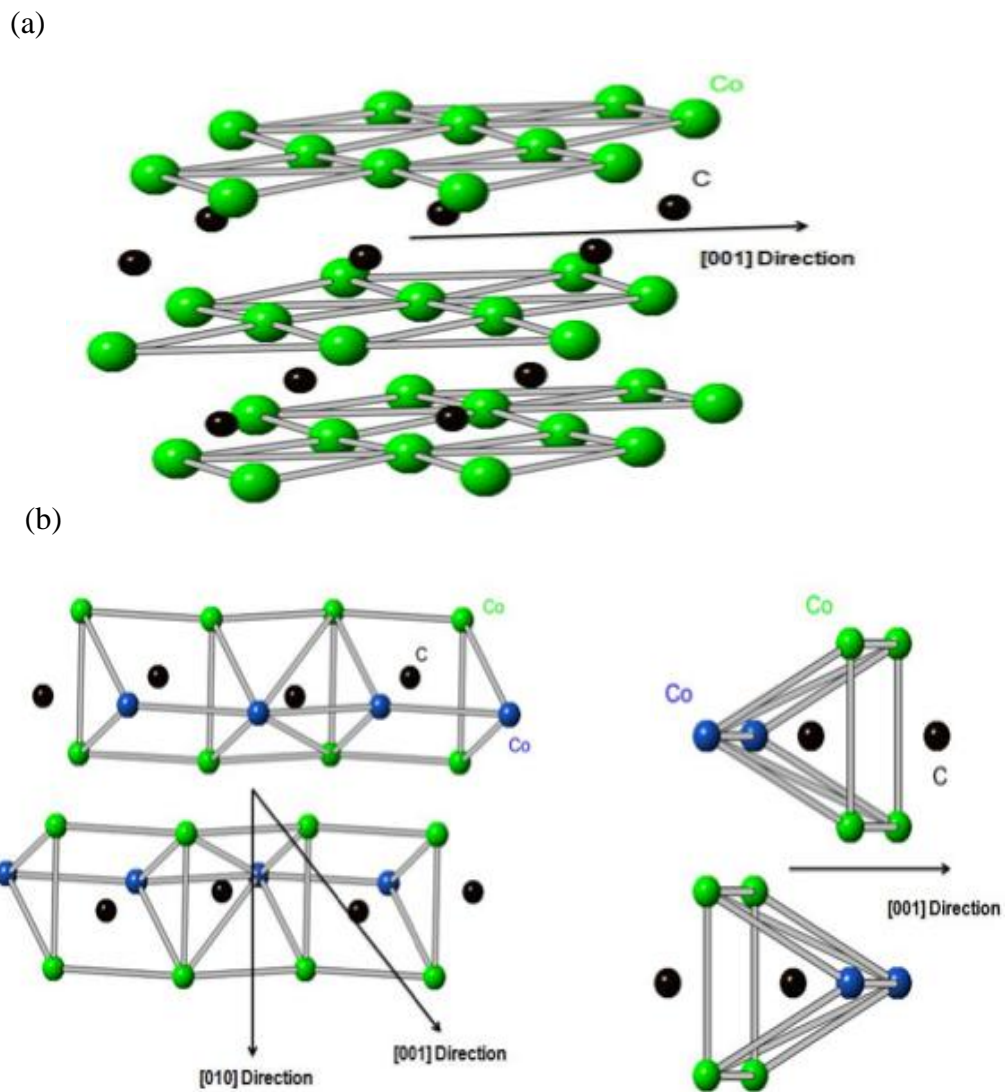 (a)
Co
C
[001] Direction
(b)
Co
C
Co
[010] Direction
[001] Direction
Co
Co
C
[001] Direction